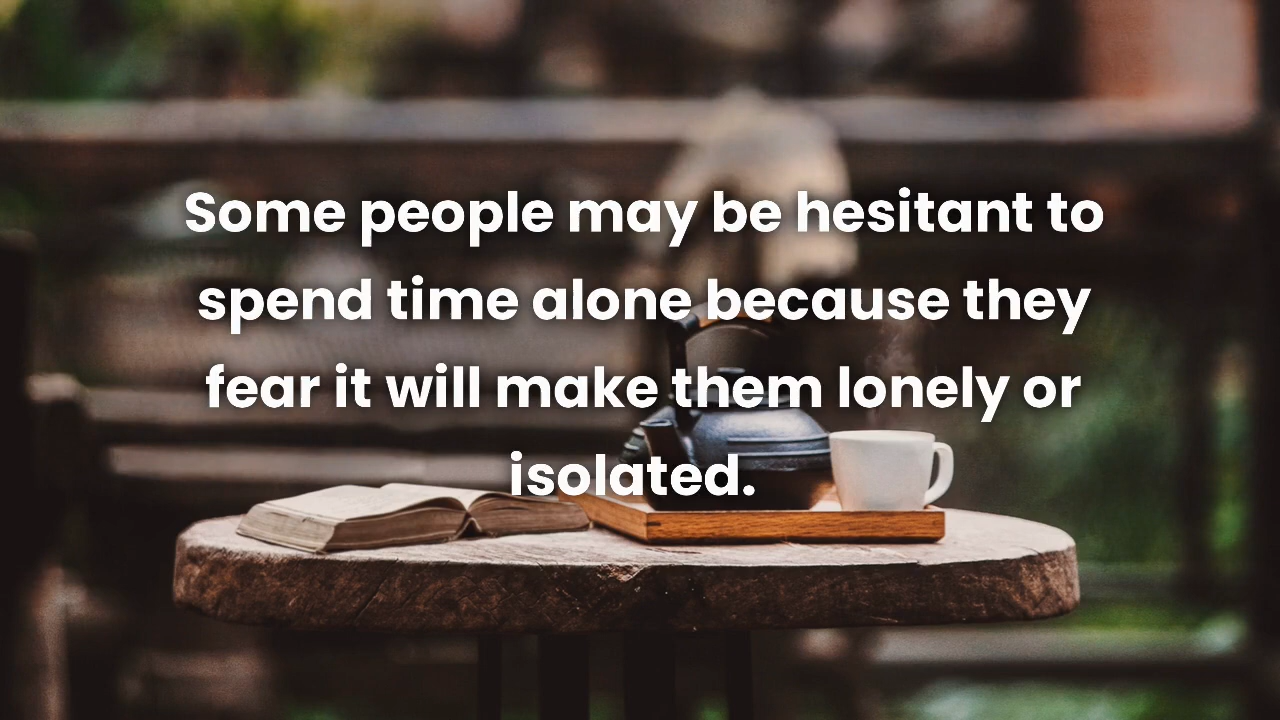 Some people may be hesitant to
spend time alone because they
fear it will make them lonely or
isolated.